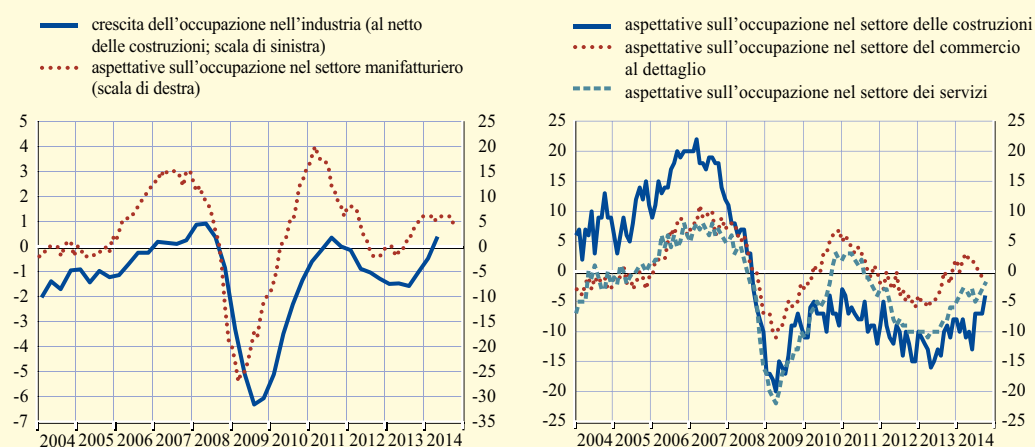 crescita dell'occupazione nell'industria (al netto
delle costruzioni; scala di sinistra)
aspettative sull'occupazione nel settore manifatturiero
(scala di destra)
5 25
4 20
3 15
2 10
1 5
0 0
-1 -5
-2 -10
-3 -15
-4 -20
-5 -25
-6 -30
-7 -35
2004 2005 2006 2007 2008 2009 2010 2011 2012 2013 2014
aspettative sull'occupazione nel settore delle costruzioni
aspettative sull'occupazione nel settore del commercio
al dettaglio
aspettative sull'occupazione nel settore dei servizi
25 25
20 20
15 15
10 10
5 5
0 0
-5 -5
-10 -10
-15 -15
-20 -20
-25 -25
2004 2005 2006 2007 2008 2009 2010 2011 2012 2013 2014